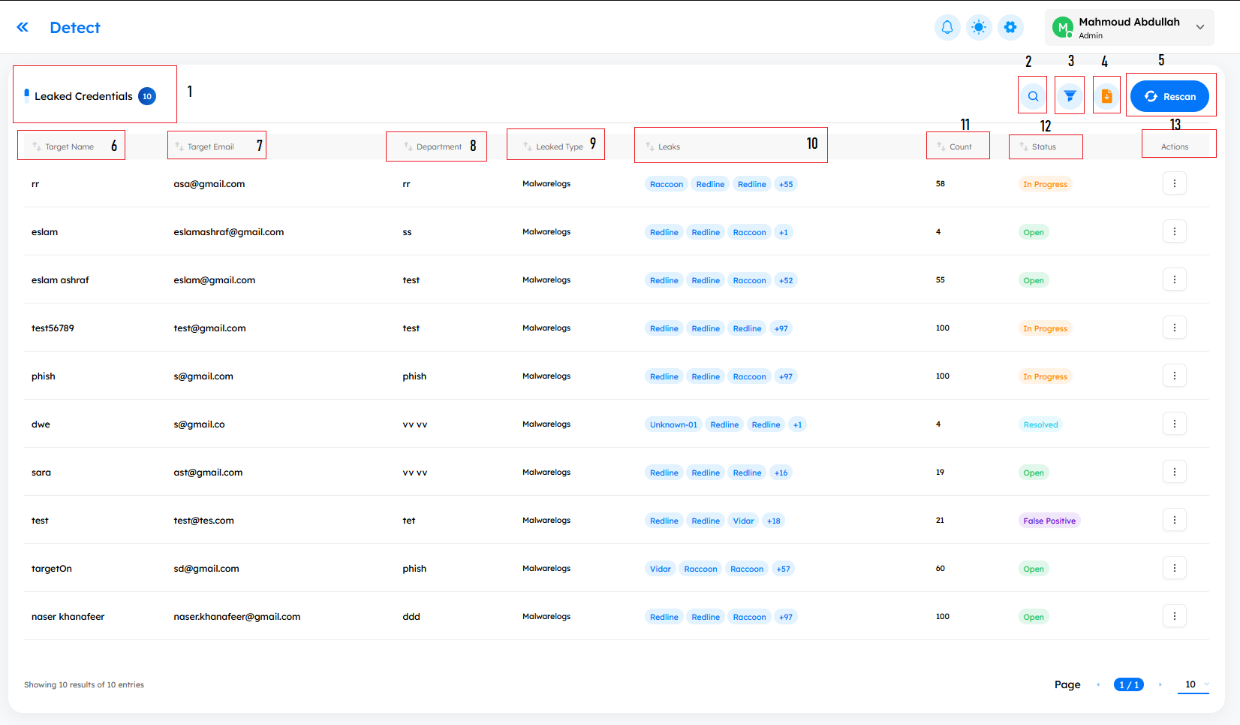 Detect
M Mahmoud Abdullah
Admin
Leaked Credentials 10 1 2 3 4 5 Rescan
Target Name 6 Target Email 7 Department 8 Leaked Type 9 Leaks 10 Count 11 Status 12 Actions 13
rr asa@gmail.com rr Malwarelogs Raccoon Redline Redline +55 58 In Progress
eslam eslamashraf@gmail.com ss Malwarelogs Redline Redline Raccoon +1 4 Open
eslam ashraf eslam@gmail.com test Malwarelogs Redline Redline Raccoon +52 55 Open
test56789 test@gmail.com test Malwarelogs Redline Redline Redline +97 100 In Progress
phish s@gmail.com phish Malwarelogs Redline Redline Raccoon +97 100 In Progress
dwe s@gmail.co vv vv Malwarelogs Unknown-01 Redline Redline +1 4 Resolved
sara ast@gmail.com vv vv Malwarelogs Redline Redline Redline +16 19 Open
test test@tes.com tet Malwarelogs Redline Redline Vidar +18 21 False Positive
targetOn sd@gmail.com phish Malwarelogs Vidar Raccoon Raccoon +57 60 Open
naser khanafeer naser.khanafeer@gmail.com ddd Malwarelogs Redline Redline Raccoon +97 100 Open
Showing 10 results of 10 entries Page 1 / 1 10